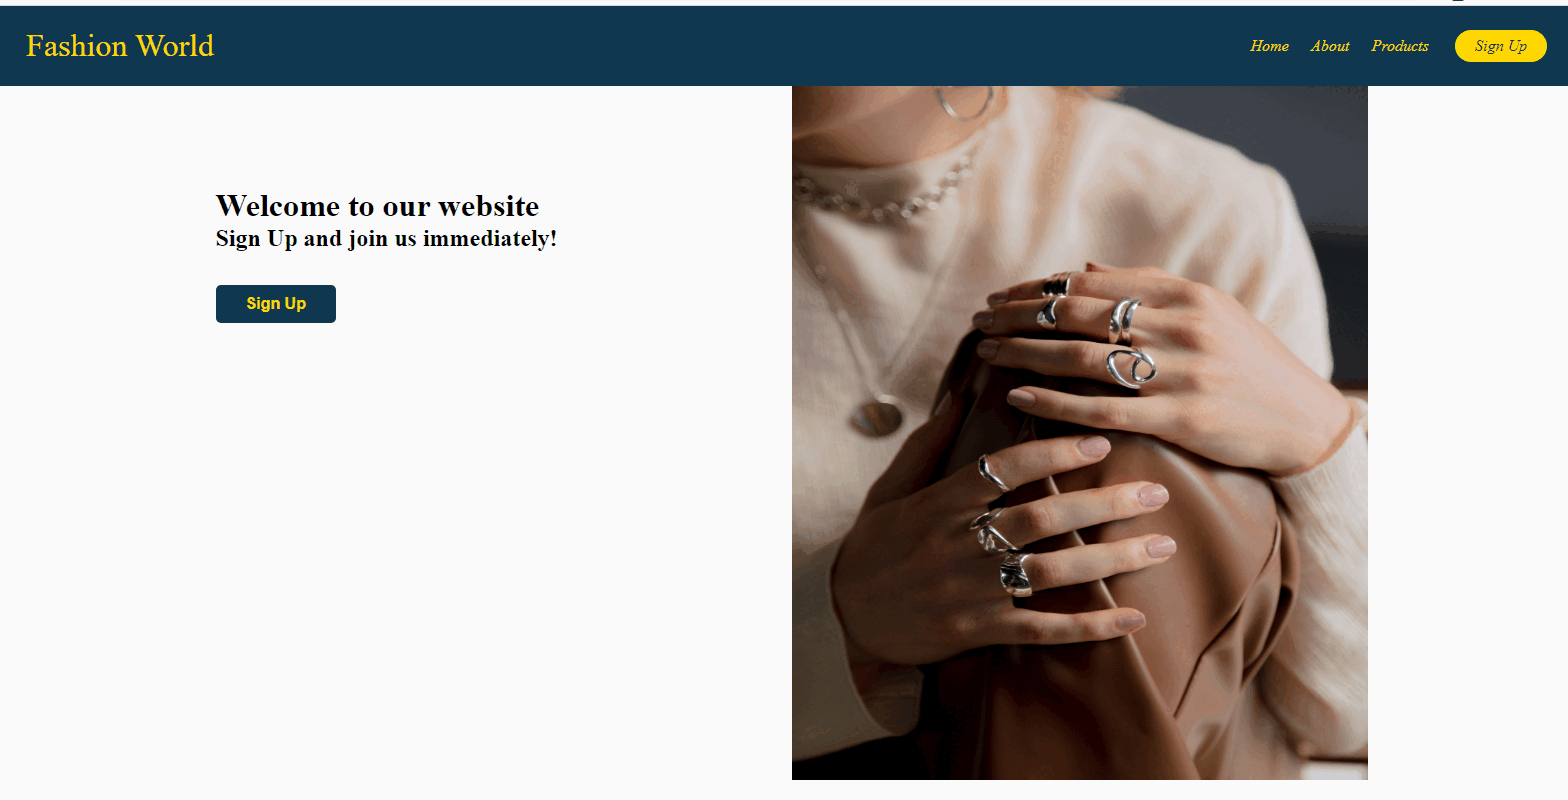 Fashion World
Home About Products Sign Up
Welcome to our website
Sign Up and join us immediately!
Sign Up